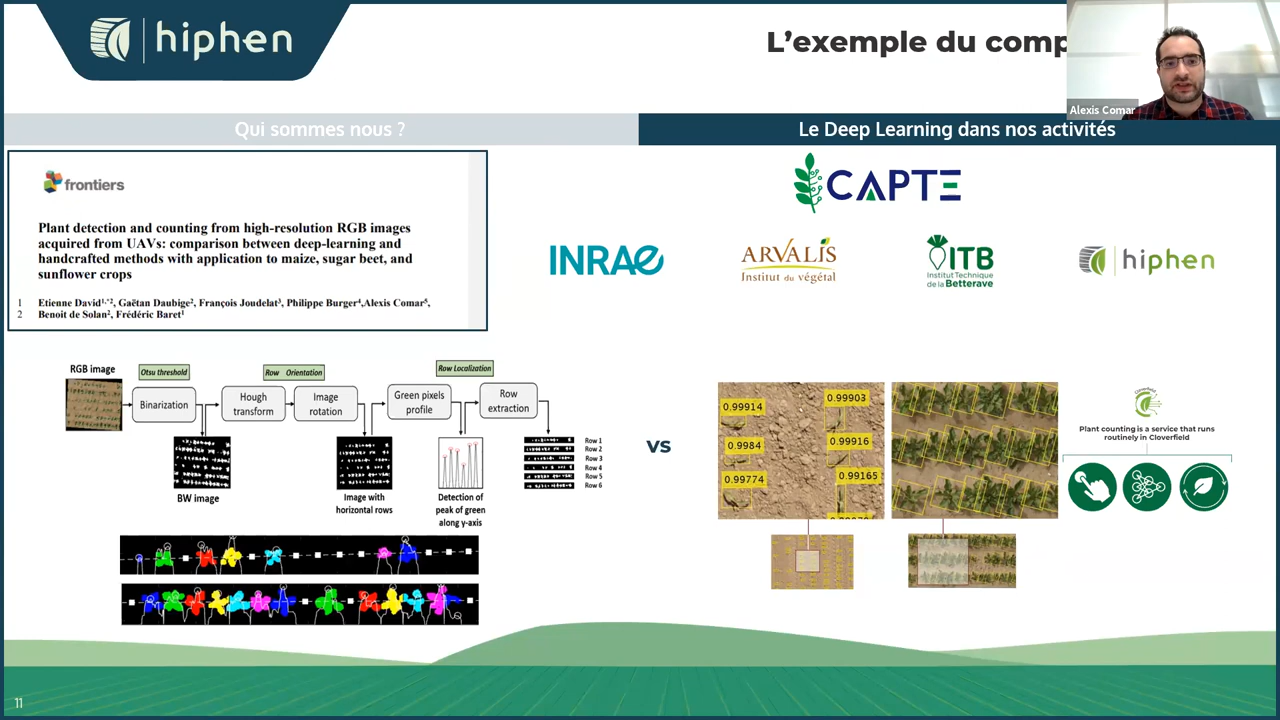 hiphen
L'exemple du comp
Alexis Comar
Qui sommes nous ?
Le Deep Learning dans nos activités
frontiers
Plant detection and counting from high-resolution RGB images
acquired from UAVs: comparison between deep-learning and
handcrafted methods with application to maize, sugar beet, and
sunflower crops
1 Etienne David¹,*², Gaëtan Daubige², François Joudelat³, Philippe Burger⁴,Alexis Comar⁵,
2 Benoit de Solan², Frédéric Baret¹
CAPTE
INRAE
ARVALIS
Institut du végétal
ITB
Institut Technique
de la Betterave
hiphen
RGB image
Otsu threshold
Row Orientation
Row Localization
Binarization
Hough
transform
Image
rotation
Green pixels
profile
Row
extraction
BW image
Image with
horizontal rows
Detection of
peak of green
along y-axis
Row 1
Row 2
Row 3
Row 4
Row 5
Row 6
vs
0.99914
0.99903
0.9984
0.99916
0.99774
0.99165
Cloverfield
Plant counting is a service that runs
routinely in Cloverfield
11